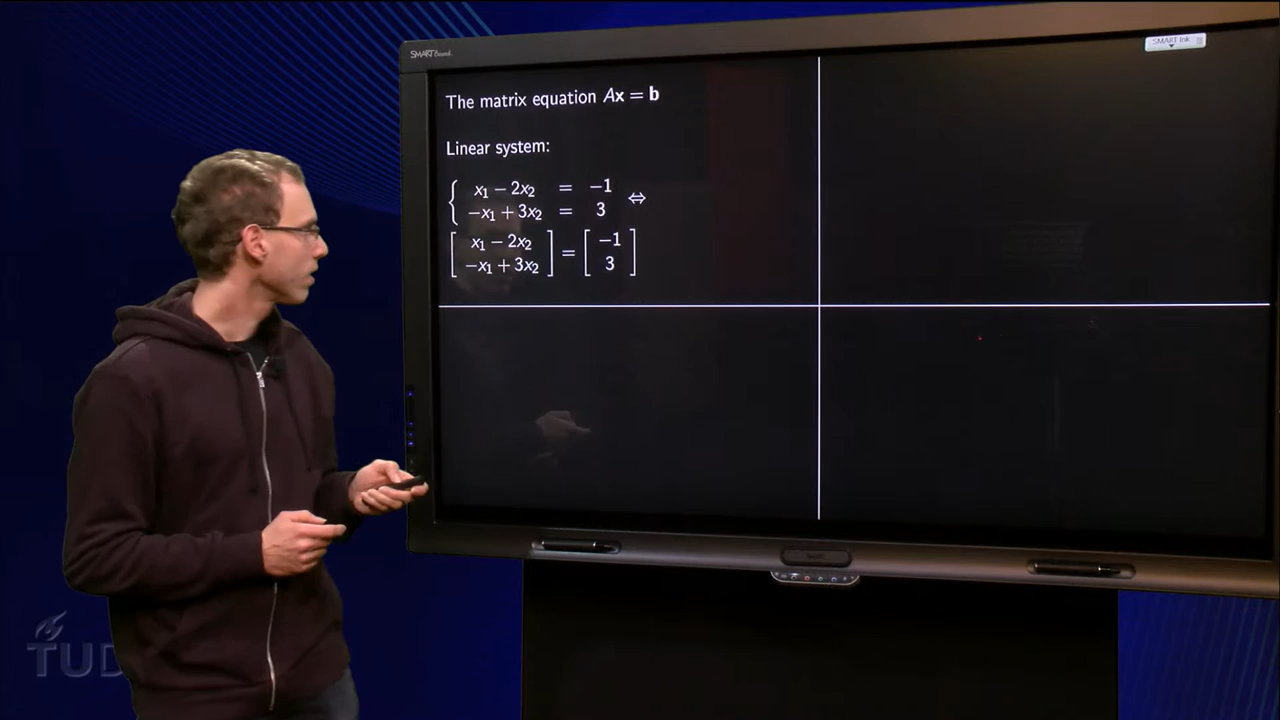 SMART Board
SMART Ink
The matrix equation Ax = b
Linear system:
{ x₁ − 2x₂ = −1
−x₁ + 3x₂ = 3 ⇔
[ x₁ − 2x₂ ] = [ −1 ]
[ −x₁ + 3x₂ ] [ 3 ]
TUD